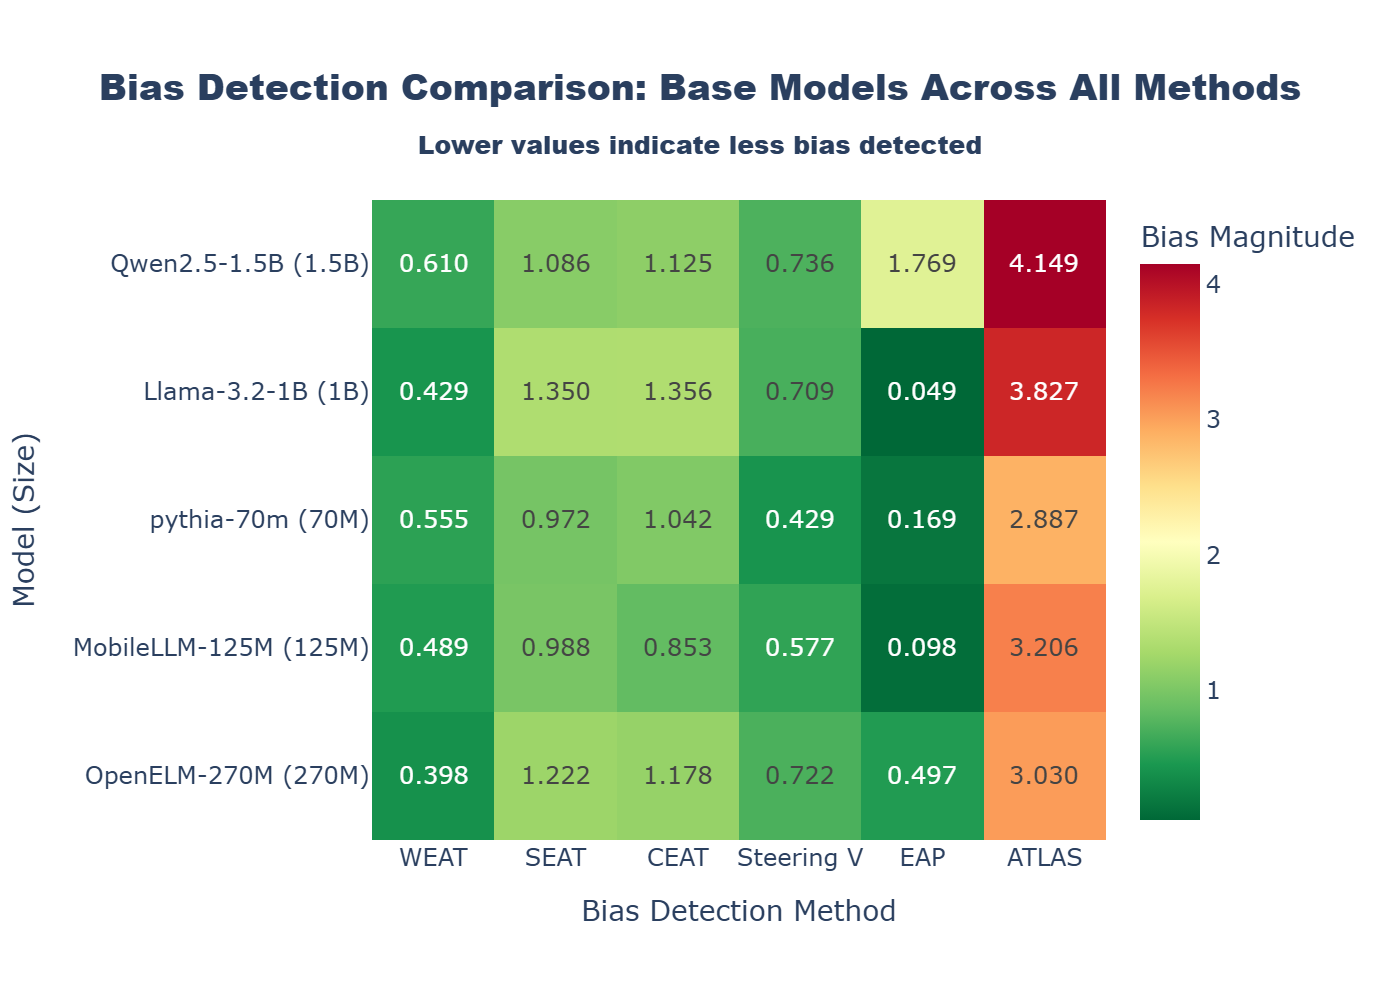 Bias Detection Comparison: Base Models Across All Methods
Lower values indicate less bias detected
Bias Magnitude
Model (Size)
Qwen2.5-1.5B (1.5B) 0.610 1.086 1.125 0.736 1.769 4.149
Llama-3.2-1B (1B) 0.429 1.350 1.356 0.709 0.049 3.827
pythia-70m (70M) 0.555 0.972 1.042 0.429 0.169 2.887
MobileLLM-125M (125M) 0.489 0.988 0.853 0.577 0.098 3.206
OpenELM-270M (270M) 0.398 1.222 1.178 0.722 0.497 3.030
WEAT SEAT CEAT Steering V EAP ATLAS
Bias Detection Method
4
3
2
1